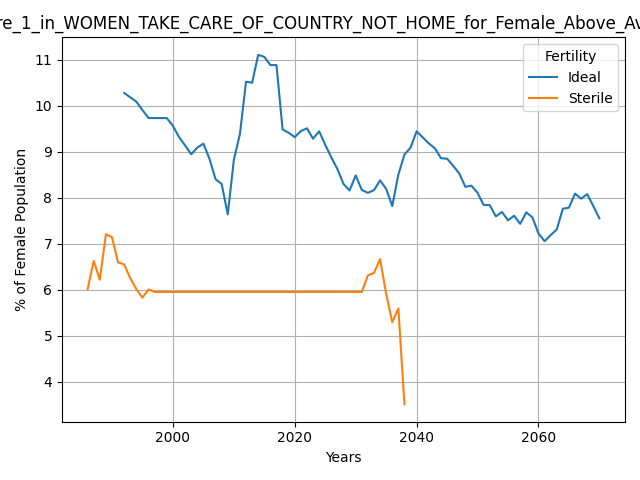 re_1_in_WOMEN_TAKE_CARE_OF_COUNTRY_NOT_HOME_for_Female_Above_Av
Fertility
Ideal
Sterile
% of Female Population
11
10
9
8
7
6
5
4
2000
2020
2040
2060
Years